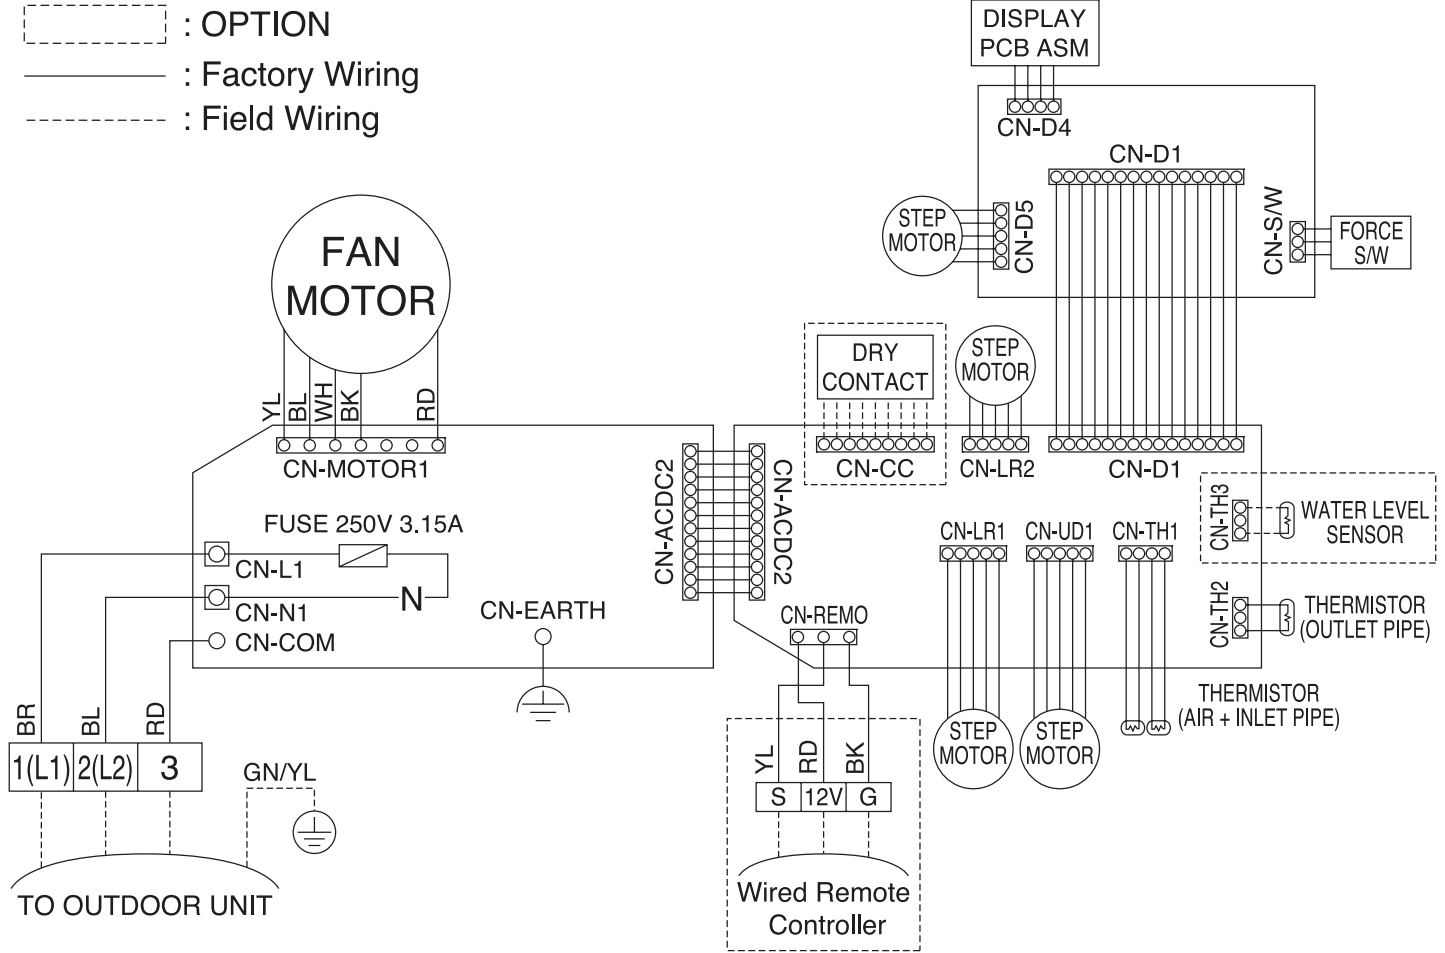 : OPTION
: Factory Wiring
: Field Wiring
DISPLAY
PCB ASM
CN-D4
CN-D1
STEP
MOTOR
CN-D5
CN-S/W
FORCE
S/W
FAN
MOTOR
YL
BL
WH
BK
RD
CN-MOTOR1
DRY
CONTACT
CN-CC
STEP
MOTOR
CN-LR2
CN-D1
FUSE 250V 3.15A
CN-L1
N
CN-N1
CN-COM
CN-EARTH
CN-ACDC2
CN-ACDC2
CN-LR1
CN-UD1
CN-TH1
CN-TH3
WATER LEVEL
SENSOR
CN-TH2
THERMISTOR
(OUTLET PIPE)
CN-REMO
THERMISTOR
(AIR + INLET PIPE)
STEP
MOTOR
STEP
MOTOR
BR
BL
RD
1(L1)
2(L2)
3
GN/YL
TO OUTDOOR UNIT
YL
RD
BK
S
12V
G
Wired Remote
Controller